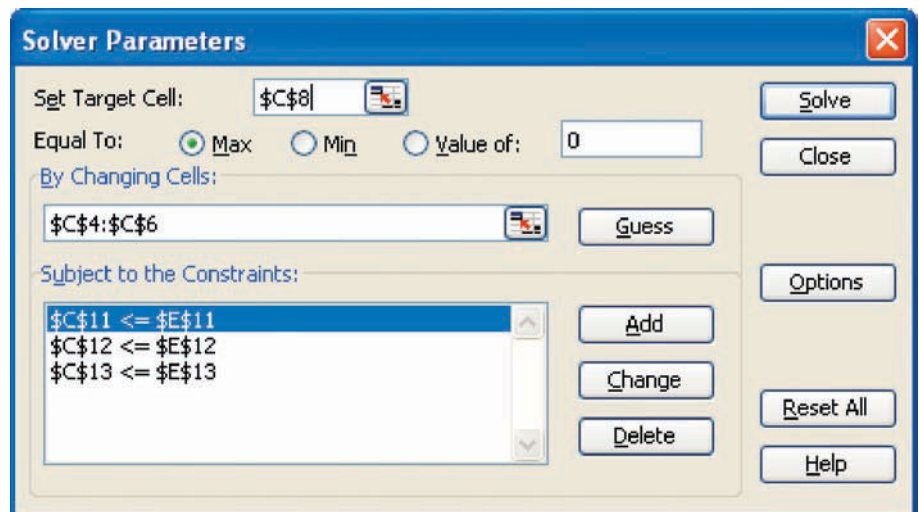 Solver Parameters
Set Target Cell: $C$8 Solve
Equal To: Max Min Value of: 0
Close
By Changing Cells:
$C$4:$C$6 Guess
Subject to the Constraints:
Options
$C$11 <= $E$11 Add
$C$12 <= $E$12
$C$13 <= $E$13
Change
Reset All
Delete
Help